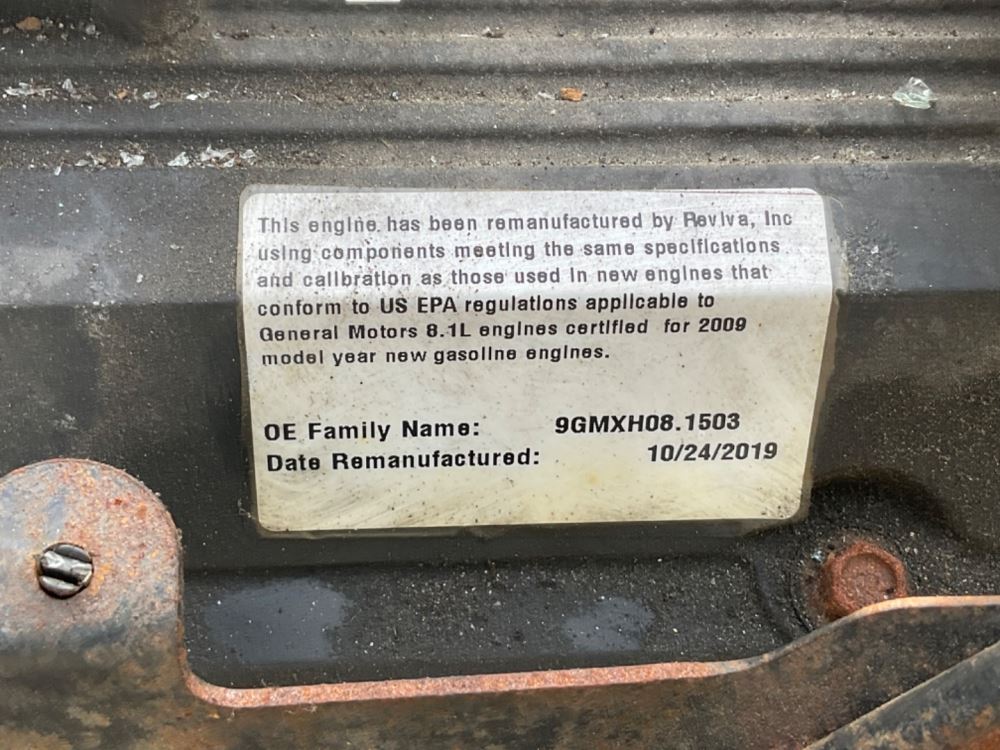 This engine has been remanufactured by Reviva, Inc
using components meeting the same specifications
and calibration as those used in new engines that
conform to US EPA regulations applicable to
General Motors 8.1L engines certified for 2009
model year new gasoline engines.
OE Family Name: 9GMXH08.1503
Date Remanufactured: 10/24/2019